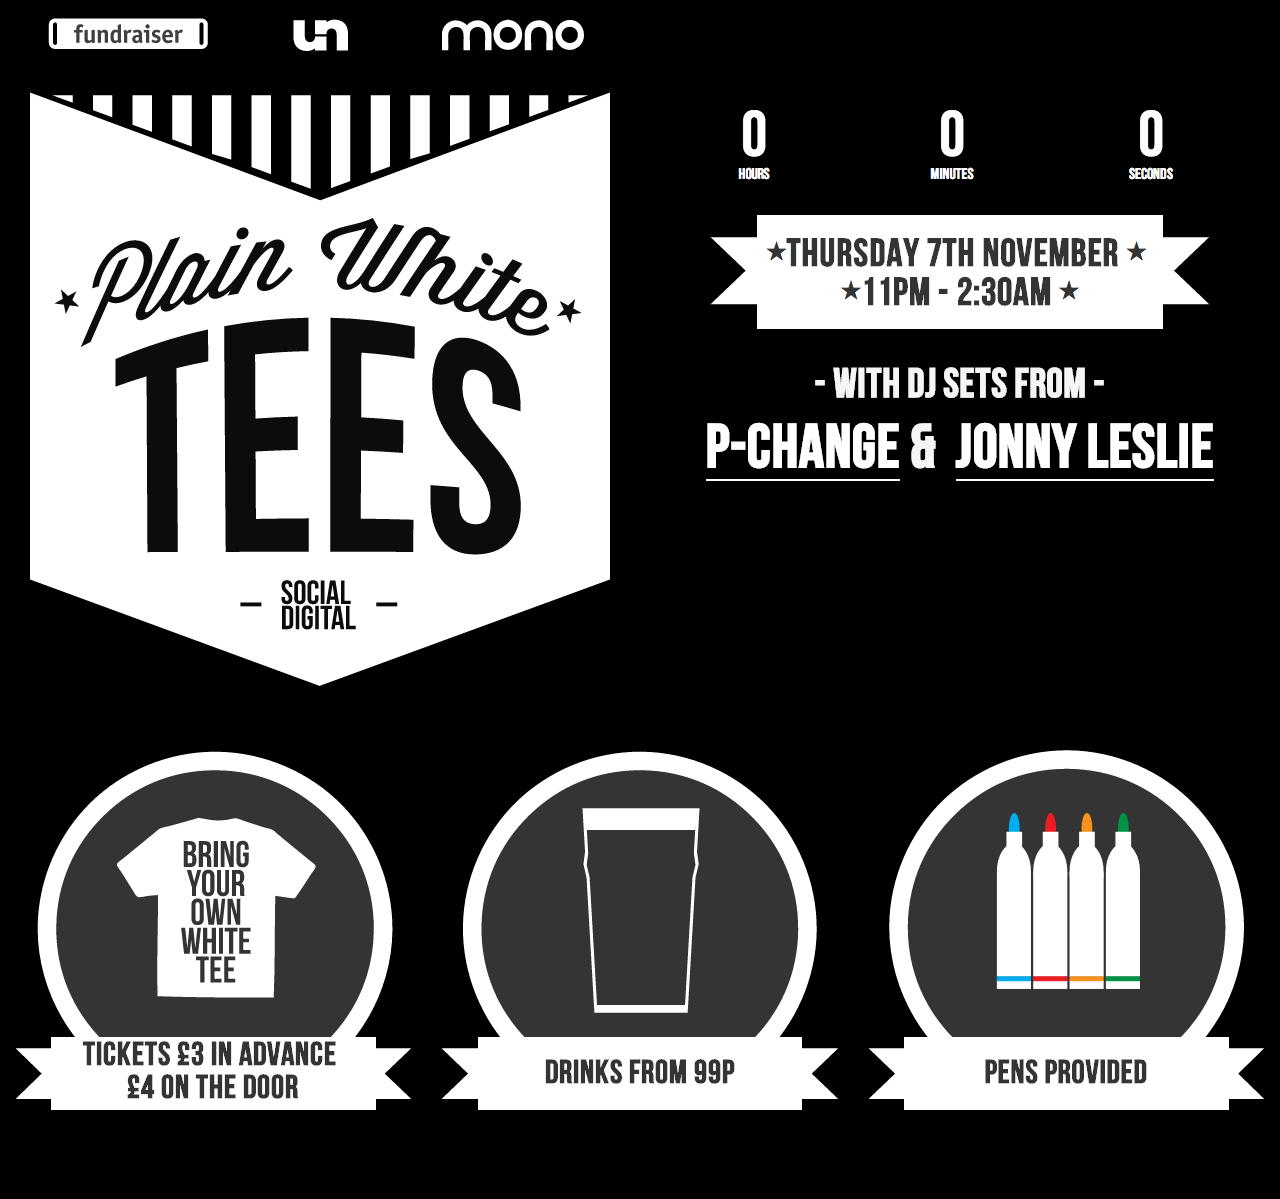 fundraiser
un
mono
Plain White
TEES
SOCIAL
DIGITAL
0 0 0
HOURS MINUTES SECONDS
★THURSDAY 7TH NOVEMBER ★
★11PM - 2:30AM ★
- WITH DJ SETS FROM -
P-CHANGE & JONNY LESLIE
BRING
YOUR
OWN
WHITE
TEE
TICKETS £3 IN ADVANCE
£4 ON THE DOOR
DRINKS FROM 99P
PENS PROVIDED